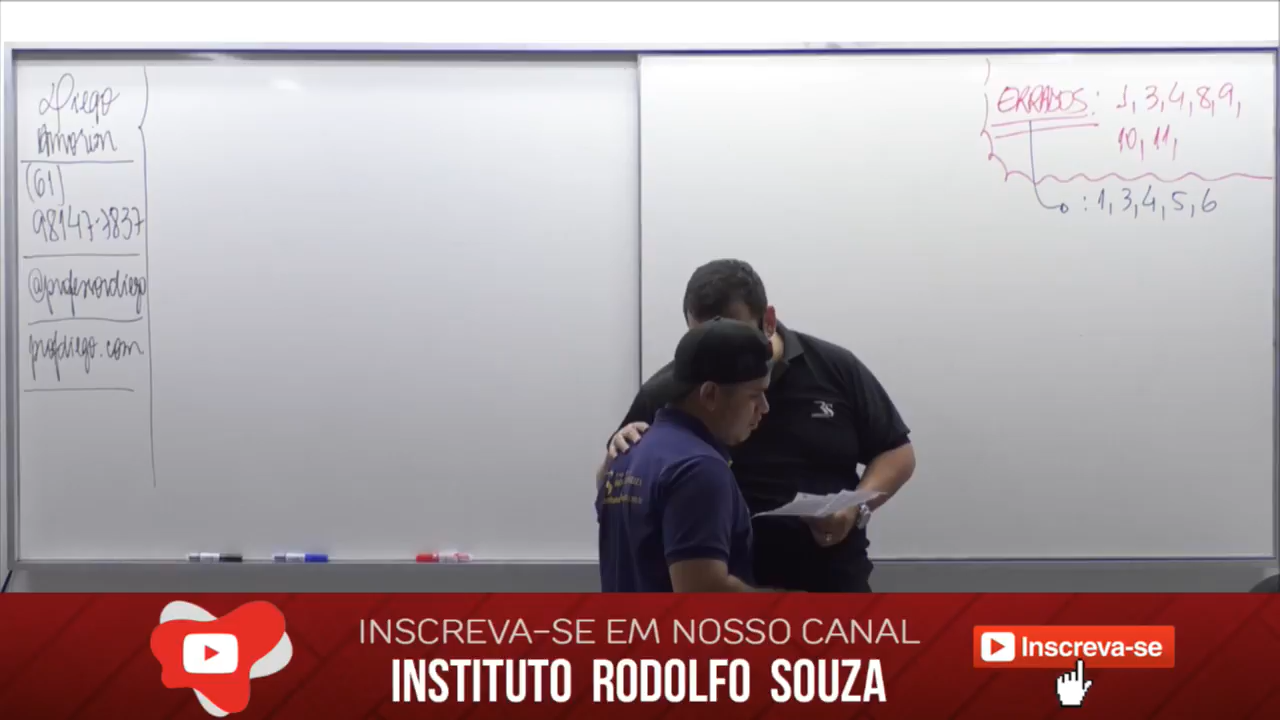 Diego
Amorim
(61)
98147-7837
@professordiego
profdiego.com
ERRADOS: 1, 3, 4, 8, 9,
10, 11,
: 1, 3, 4, 5, 6
INSCREVA-SE EM NOSSO CANAL
INSTITUTO RODOLFO SOUZA
Inscreva-se